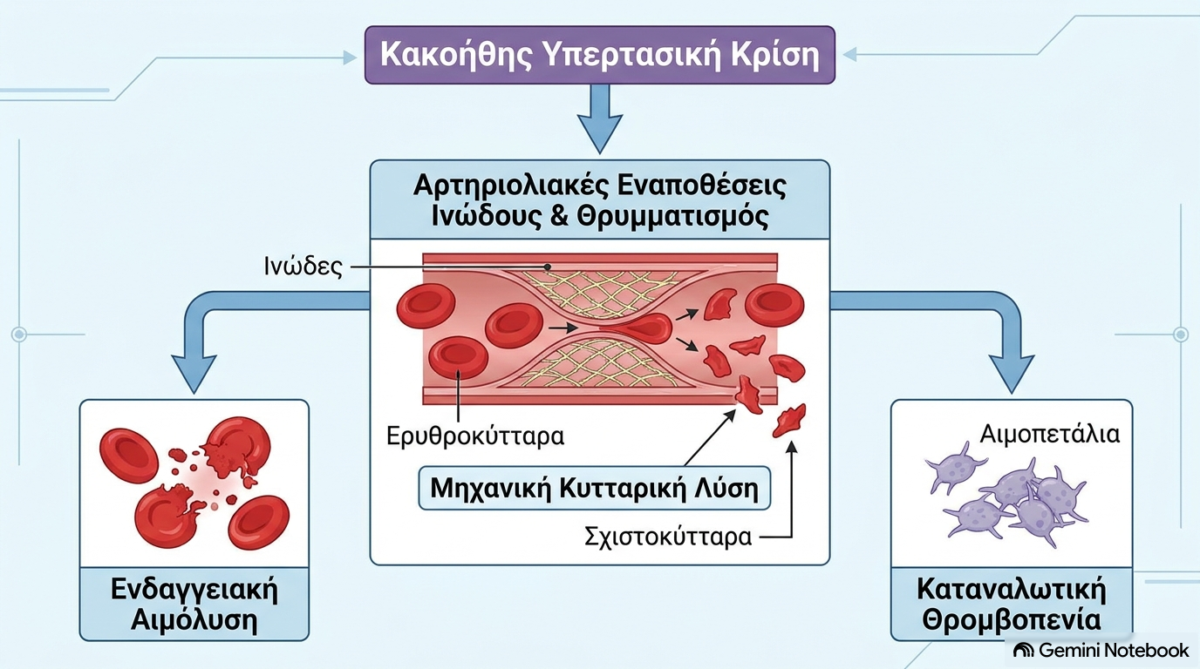 Κακοήθης Υπερτασική Κρίση
Αρτηριολιακές Εναποθέσεις
Ινώδους & Θρυμματισμός
Ινώδες
Ερυθροκύτταρα
Μηχανική Κυτταρική Λύση
Σχιστοκύτταρα
Ενδαγγειακή
Αιμόλυση
Αιμοπετάλια
Καταναλωτική
Θρομβοπενία
Gemini Notebook